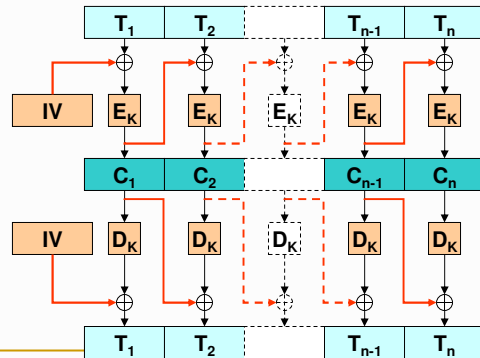 T1 T2 Tn-1 Tn
IV EK EK EK EK EK
C1 C2 Cn-1 Cn
IV DK DK DK DK DK
T1 T2 Tn-1 Tn